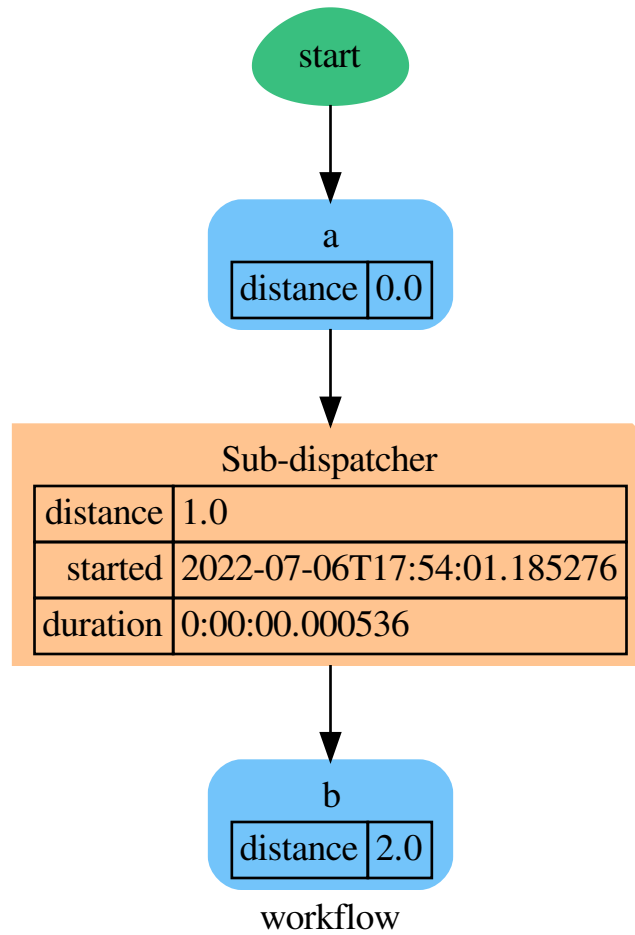 start
a
distance 0.0
Sub-dispatcher
distance 1.0
started 2022-07-06T17:54:01.185276
duration 0:00:00.000536
b
distance 2.0
workflow